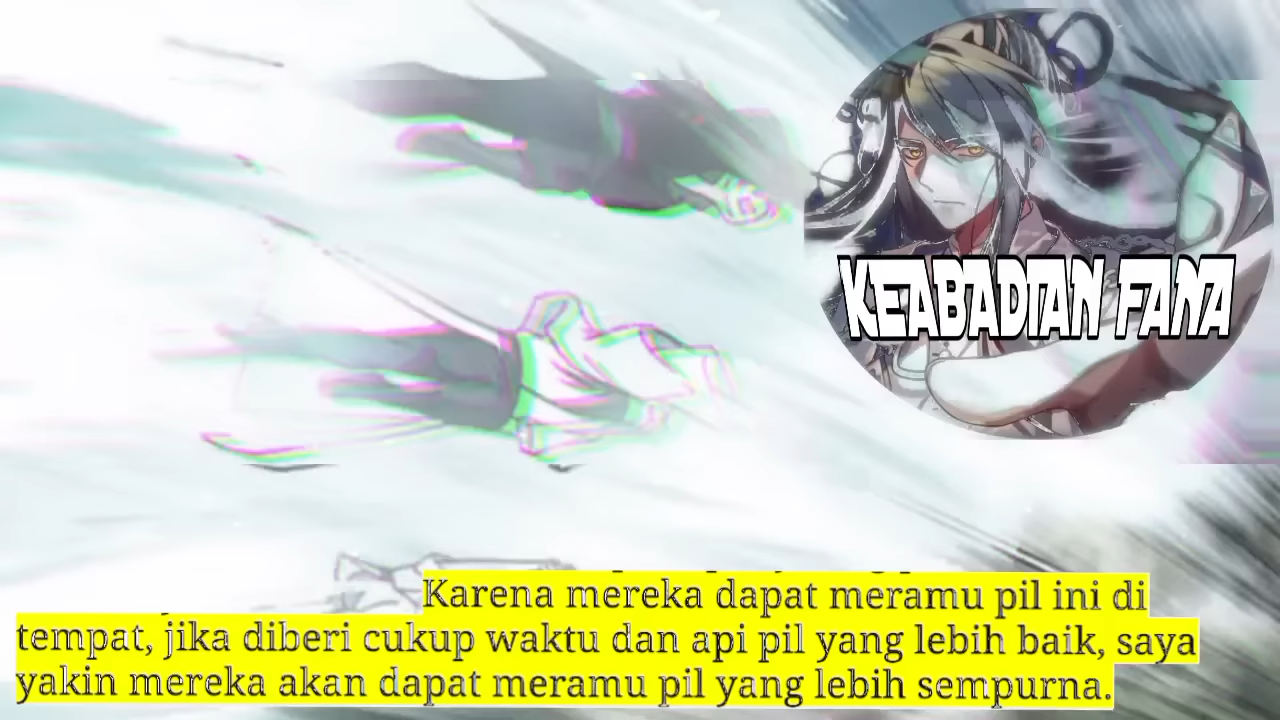 KEABADIAN FANA
Karena mereka dapat meramu pil ini di
tempat, jika diberi cukup waktu dan api pil yang lebih baik, saya
yakin mereka akan dapat meramu pil yang lebih sempurna.